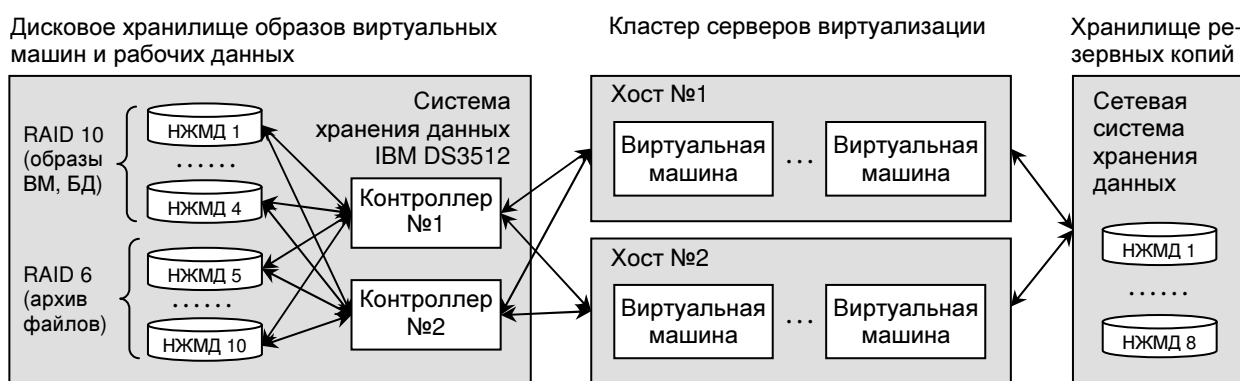 Дисковое хранилище образов виртуальных
машин и рабочих данных
Кластер серверов виртуализации
Хранилище ре-
зервных копий
RAID 10
(образы
ВМ, БД)
НЖМД 1
......
НЖМД 4
RAID 6
(архив
файлов)
НЖМД 5
......
НЖМД 10
Система
хранения данных
IBM DS3512
Контроллер
№1
Контроллер
№2
Хост №1
Виртуальная
машина
...
Виртуальная
машина
Хост №2
Виртуальная
машина
...
Виртуальная
машина
Сетевая
система
хранения
данных
НЖМД 1
......
НЖМД 8